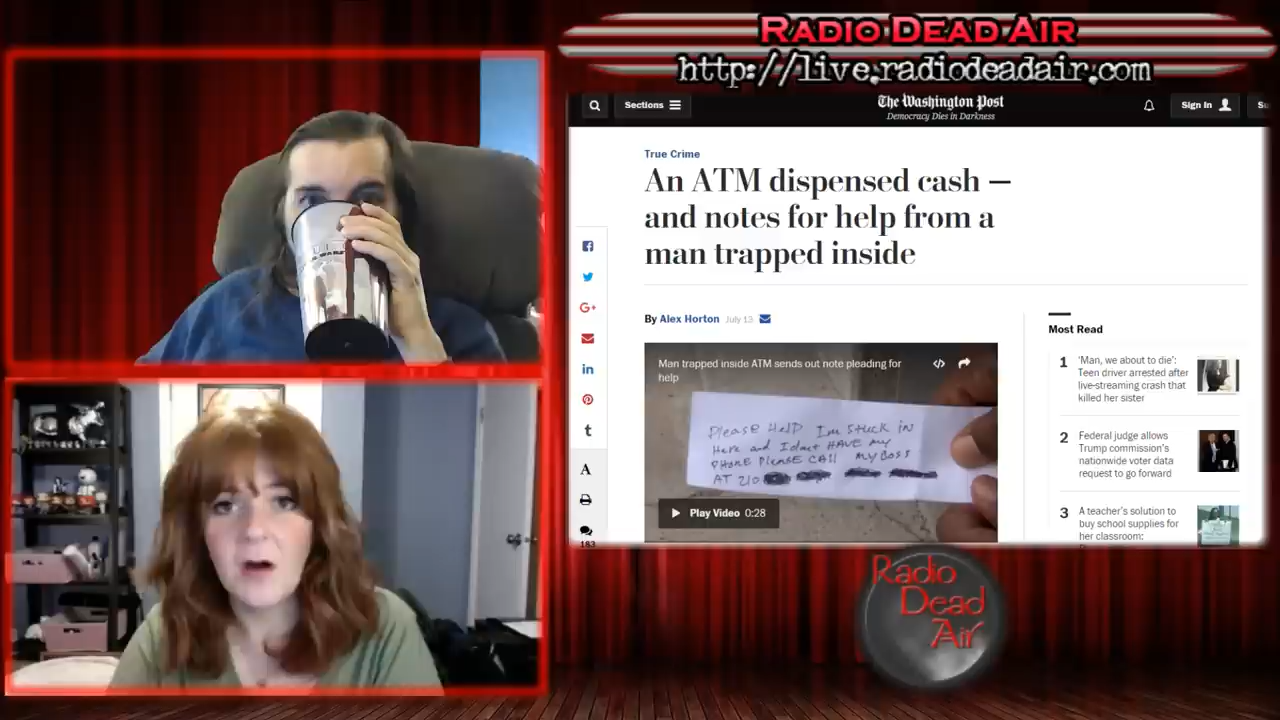 Radio Dead Air
http://live.radiodeadair.com
Sections
The Washington Post
Democracy Dies in Darkness
Sign In
True Crime
An ATM dispensed cash —
and notes for help from a
man trapped inside
By Alex Horton July 13
Man trapped inside ATM sends out note pleading for
help
PLEASE HELP IM STUCK IN
HERE AND I dont HAVE MY
PHONE PLEASE CALL MY BOSS
AT 210
Play Video 0:28
183
Most Read
1
'Man, we about to die':
Teen driver arrested after
live-streaming crash that
killed her sister
2
Federal judge allows
Trump commission's
nationwide voter data
request to go forward
3
A teacher's solution to
buy school supplies for
her classroom:
Radio
Dead
Air